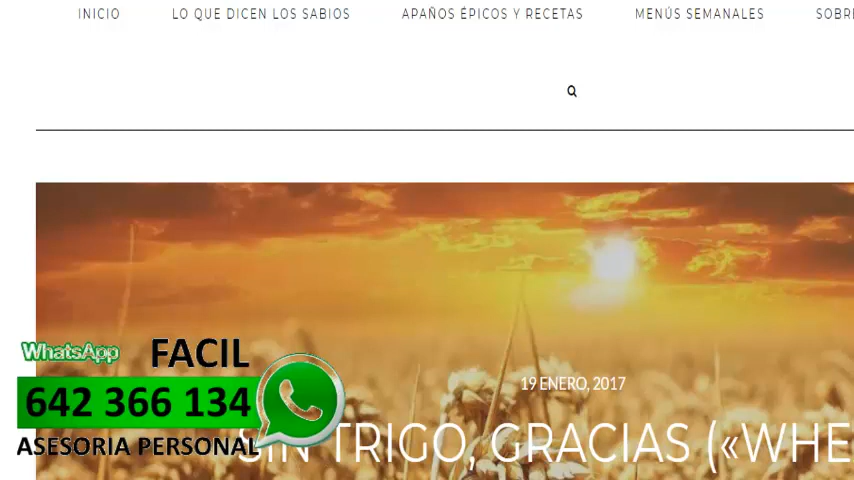 INICIO LO QUE DICEN LOS SABIOS APAÑOS ÉPICOS Y RECETAS MENÚS SEMANALES SOBRE
19 ENERO, 2017
SIN TRIGO, GRACIAS («WHE
WhatsApp FACIL
642 366 134
ASESORIA PERSONAL